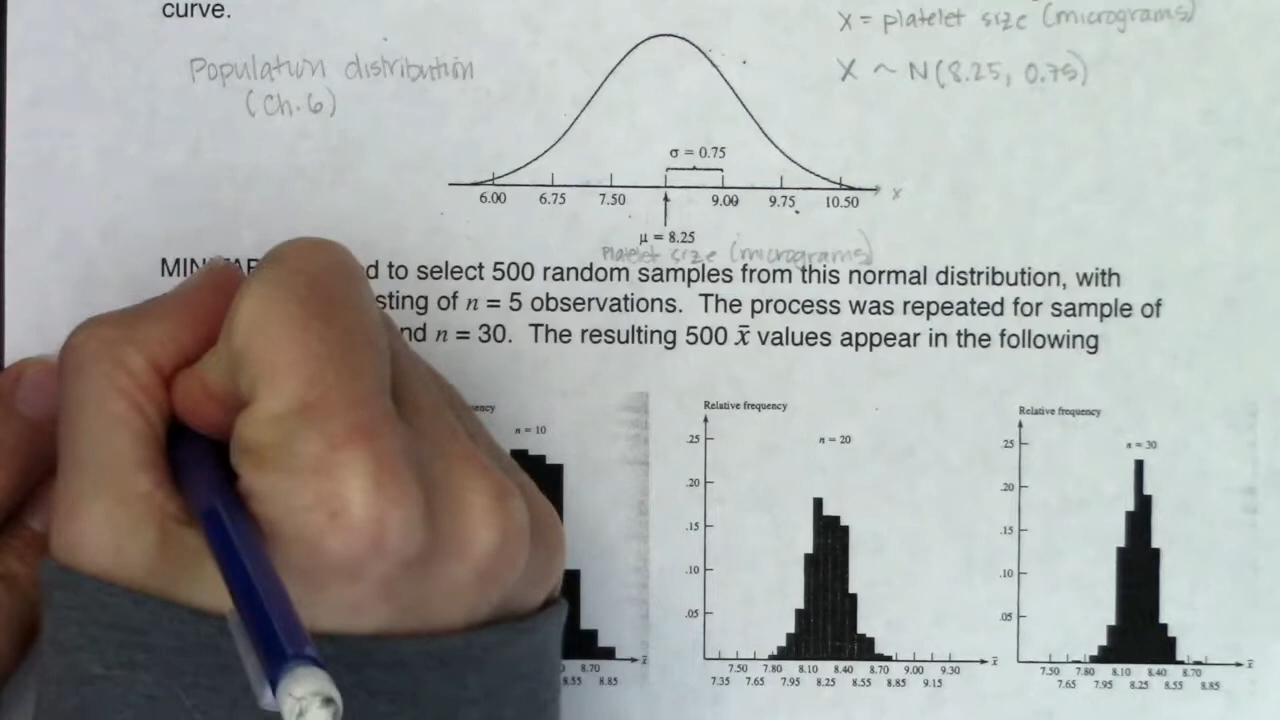 curve.
X = platelet size (micrograms)
Population distribution
(Ch. 6)
X ~ N(8.25, 0.75)
σ = 0.75
6.00 6.75 7.50 9.00 9.75 10.50 x
μ = 8.25
Platelet size (micrograms)
d to select 500 random samples from this normal distribution, with
sting of n = 5 observations. The process was repeated for sample of
nd n = 30. The resulting 500 x̄ values appear in the following
n = 10
8.70 x̄
8.55 8.85
Relative frequency
n = 20
.25
.20
.15
.10
.05
7.50 7.80 8.10 8.40 8.70 9.00 9.30 x̄
7.35 7.65 7.95 8.25 8.55 8.85 9.15
Relative frequency
n = 30
.25
.20
.15
.10
.05
7.50 7.80 8.10 8.40 8.70 x̄
7.65 7.95 8.25 8.55 8.85